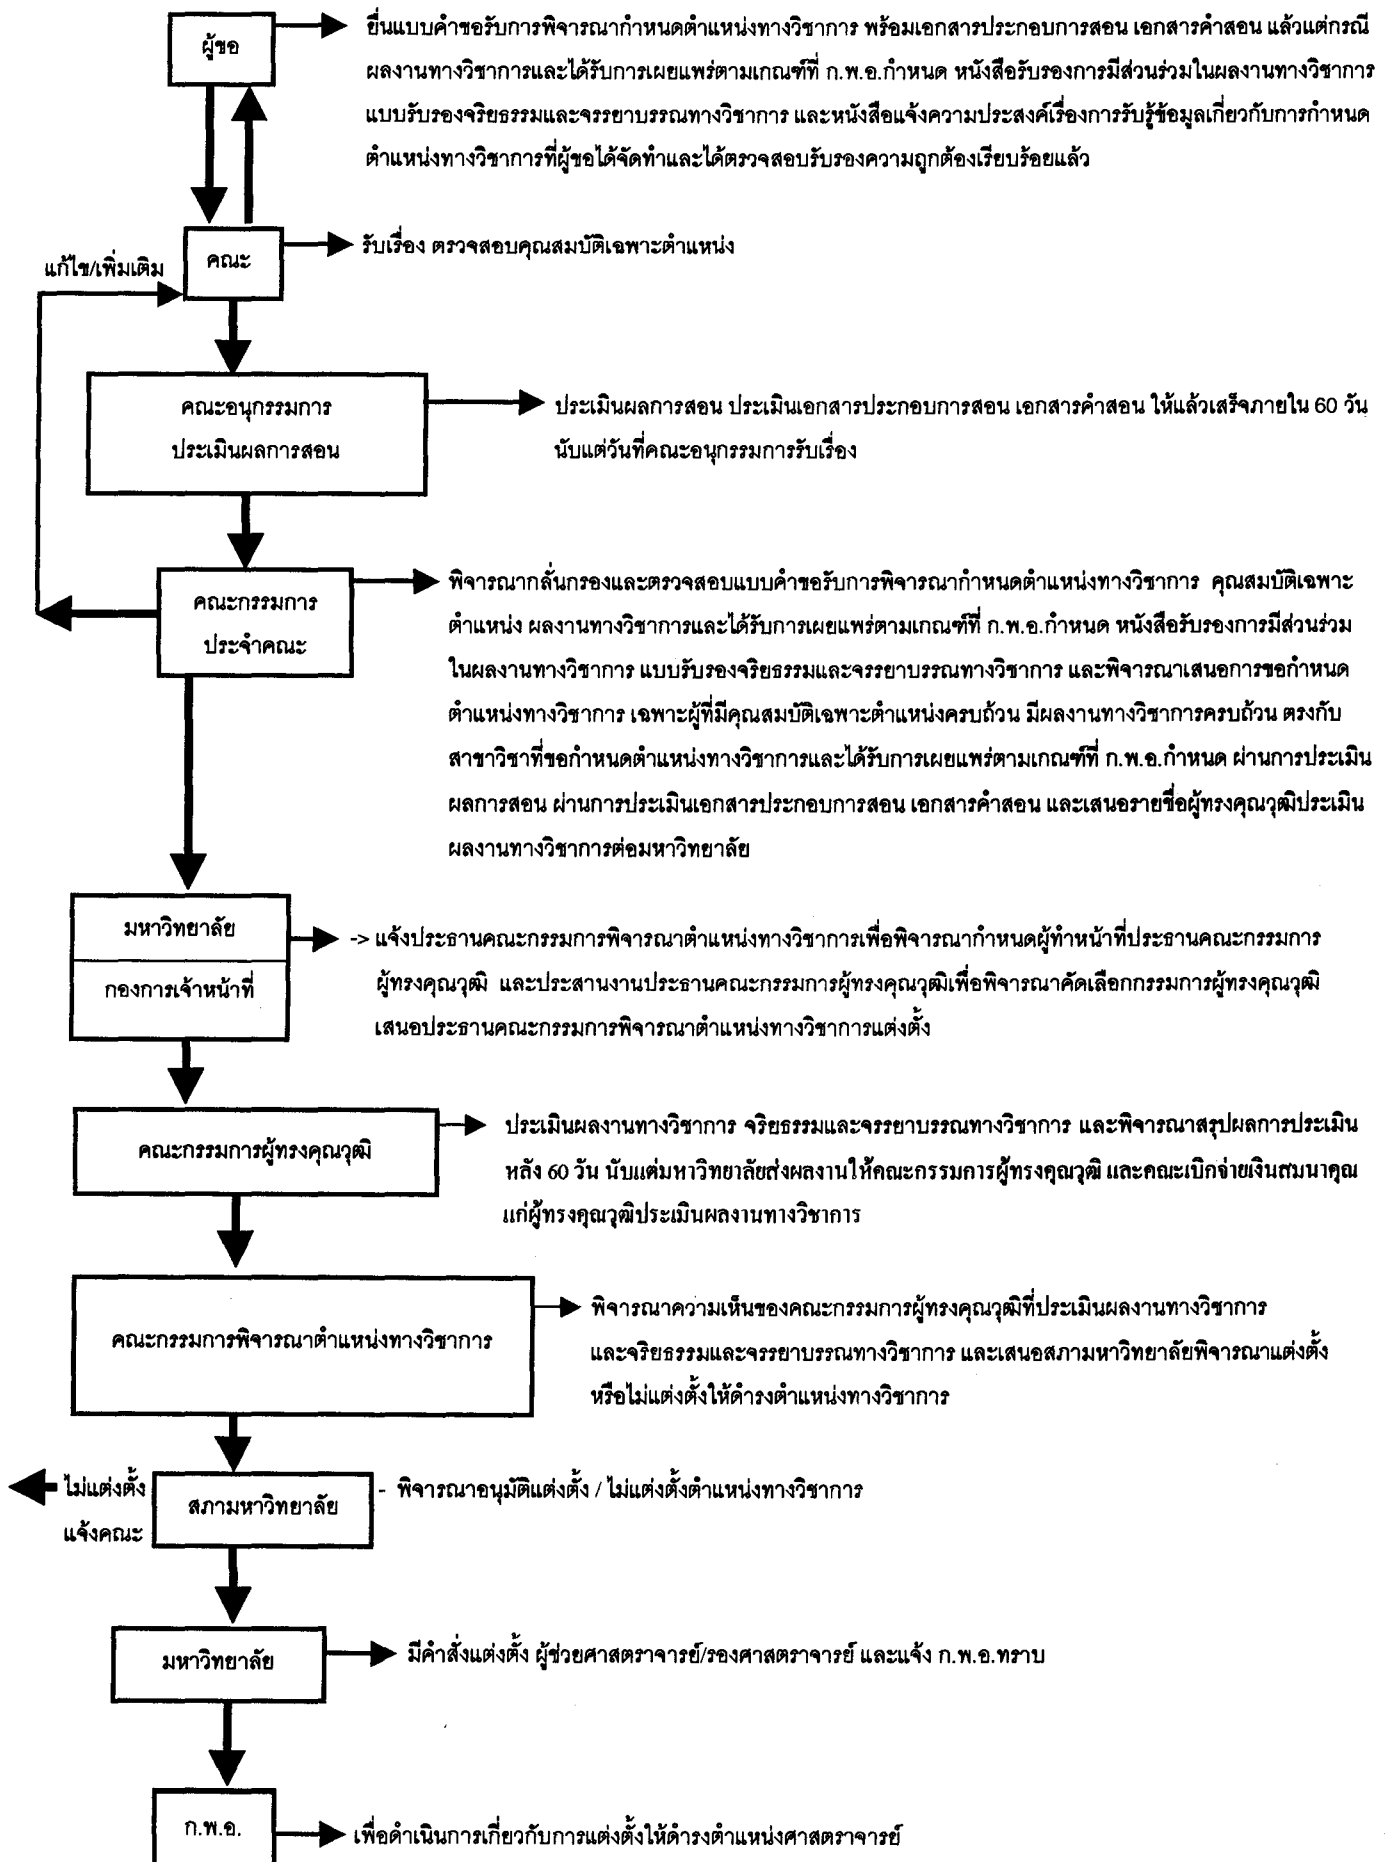 ผู้ขอ
ยื่นแบบคำขอรับการพิจารณากำหนดตำแหน่งทางวิชาการ พร้อมเอกสารประกอบการสอน เอกสารคำสอน แล้วแต่กรณี
ผลงานทางวิชาการและได้รับการเผยแพร่ตามเกณฑ์ที่ ก.พ.อ.กำหนด หนังสือรับรองการมีส่วนร่วมในผลงานทางวิชาการ
แบบรับรองจริยธรรมและจรรยาบรรณทางวิชาการ และหนังสือแจ้งความประสงค์เรื่องการรับรู้ข้อมูลเกี่ยวกับการกำหนด
ตำแหน่งทางวิชาการที่ผู้ขอได้จัดทำและได้ตรวจสอบรับรองความถูกต้องเรียบร้อยแล้ว
คณะ
รับเรื่อง ตรวจสอบคุณสมบัติเฉพาะตำแหน่ง
แก้ไข/เพิ่มเติม
คณะอนุกรรมการ
ประเมินผลการสอน
ประเมินผลการสอน ประเมินเอกสารประกอบการสอน เอกสารคำสอน ให้แล้วเสร็จภายใน 60 วัน
นับแต่วันที่คณะอนุกรรมการรับเรื่อง
คณะกรรมการ
ประจำคณะ
พิจารณากลั่นกรองและตรวจสอบแบบคำขอรับการพิจารณากำหนดตำแหน่งทางวิชาการ คุณสมบัติเฉพาะ
ตำแหน่ง ผลงานทางวิชาการและได้รับการเผยแพร่ตามเกณฑ์ที่ ก.พ.อ.กำหนด หนังสือรับรองการมีส่วนร่วม
ในผลงานทางวิชาการ แบบรับรองจริยธรรมและจรรยาบรรณทางวิชาการ และพิจารณาเสนอการขอกำหนด
ตำแหน่งทางวิชาการ เฉพาะผู้ที่มีคุณสมบัติเฉพาะตำแหน่งครบถ้วน มีผลงานทางวิชาการครบถ้วน ตรงกับ
สาขาวิชาที่ขอกำหนดตำแหน่งทางวิชาการและได้รับการเผยแพร่ตามเกณฑ์ที่ ก.พ.อ.กำหนด ผ่านการประเมิน
ผลการสอน ผ่านการประเมินเอกสารประกอบการสอน เอกสารคำสอน และเสนอรายชื่อผู้ทรงคุณวุฒิประเมิน
ผลงานทางวิชาการต่อมหาวิทยาลัย
มหาวิทยาลัย
กองการเจ้าหน้าที่
-> แจ้งประธานคณะกรรมการพิจารณาตำแหน่งทางวิชาการเพื่อพิจารณากำหนดผู้ทำหน้าที่ประธานคณะกรรมการ
ผู้ทรงคุณวุฒิ และประสานงานประธานคณะกรรมการผู้ทรงคุณวุฒิเพื่อพิจารณาคัดเลือกกรรมการผู้ทรงคุณวุฒิ
เสนอประธานคณะกรรมการพิจารณาตำแหน่งทางวิชาการแต่งตั้ง
คณะกรรมการผู้ทรงคุณวุฒิ
ประเมินผลงานทางวิชาการ จริยธรรมและจรรยาบรรณทางวิชาการ และพิจารณาสรุปผลการประเมิน
หลัง 60 วัน นับแต่มหาวิทยาลัยส่งผลงานให้คณะกรรมการผู้ทรงคุณวุฒิ และคณะเบิกจ่ายเงินสมนาคุณ
แก่ผู้ทรงคุณวุฒิประเมินผลงานทางวิชาการ
คณะกรรมการพิจารณาตำแหน่งทางวิชาการ
พิจารณาความเห็นของคณะกรรมการผู้ทรงคุณวุฒิที่ประเมินผลงานทางวิชาการ
และจริยธรรมและจรรยาบรรณทางวิชาการ และเสนอสภามหาวิทยาลัยพิจารณาแต่งตั้ง
หรือไม่แต่งตั้งให้ดำรงตำแหน่งทางวิชาการ
ไม่แต่งตั้ง
แจ้งคณะ
สภามหาวิทยาลัย
- พิจารณาอนุมัติแต่งตั้ง / ไม่แต่งตั้งตำแหน่งทางวิชาการ
มหาวิทยาลัย
มีคำสั่งแต่งตั้ง ผู้ช่วยศาสตราจารย์/รองศาสตราจารย์ และแจ้ง ก.พ.อ.ทราบ
ก.พ.อ.
เพื่อดำเนินการเกี่ยวกับการแต่งตั้งให้ดำรงตำแหน่งศาสตราจารย์